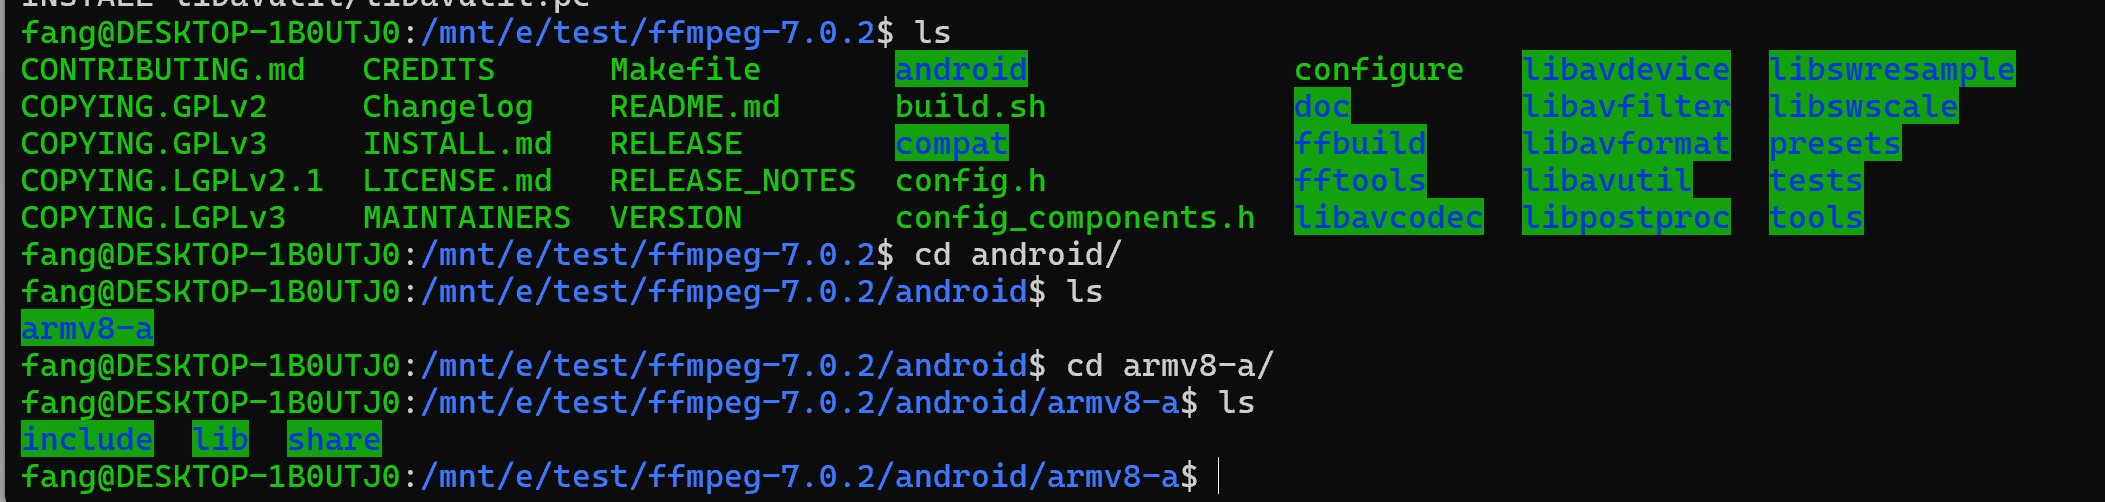 INSTALL libavutil/libavutil.pc
fang@DESKTOP-1B0UTJ0:/mnt/e/test/ffmpeg-7.0.2$ ls
CONTRIBUTING.md CREDITS Makefile android configure libavdevice libswresample
COPYING.GPLv2 Changelog README.md build.sh doc libavfilter libswscale
COPYING.GPLv3 INSTALL.md RELEASE compat ffbuild libavformat presets
COPYING.LGPLv2.1 LICENSE.md RELEASE_NOTES config.h fftools libavutil tests
COPYING.LGPLv3 MAINTAINERS VERSION config_components.h libavcodec libpostproc tools
fang@DESKTOP-1B0UTJ0:/mnt/e/test/ffmpeg-7.0.2$ cd android/
fang@DESKTOP-1B0UTJ0:/mnt/e/test/ffmpeg-7.0.2/android$ ls
armv8-a
fang@DESKTOP-1B0UTJ0:/mnt/e/test/ffmpeg-7.0.2/android$ cd armv8-a/
fang@DESKTOP-1B0UTJ0:/mnt/e/test/ffmpeg-7.0.2/android/armv8-a$ ls
include lib share
fang@DESKTOP-1B0UTJ0:/mnt/e/test/ffmpeg-7.0.2/android/armv8-a$